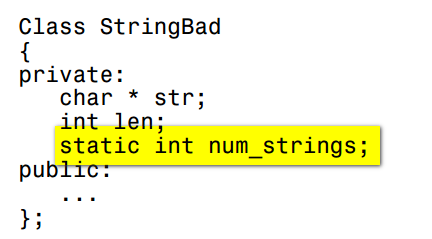 Class StringBad
{
private:
   char * str;
   int len;
   static int num_strings;
public:
   ...
};